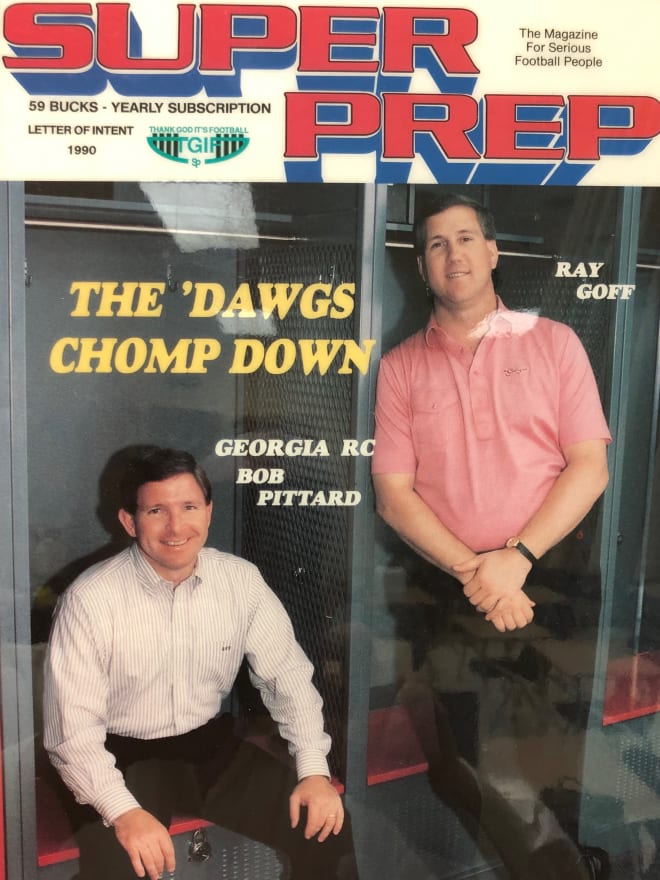 SUPER
PREP
The Magazine
For Serious
Football People
59 BUCKS - YEARLY SUBSCRIPTION
LETTER OF INTENT
1990
THANK GOD IT'S FOOTBALL
TGIF
SP
THE 'DAWGS
CHOMP DOWN
RAY
GOFF
GEORGIA RC
BOB
PITTARD